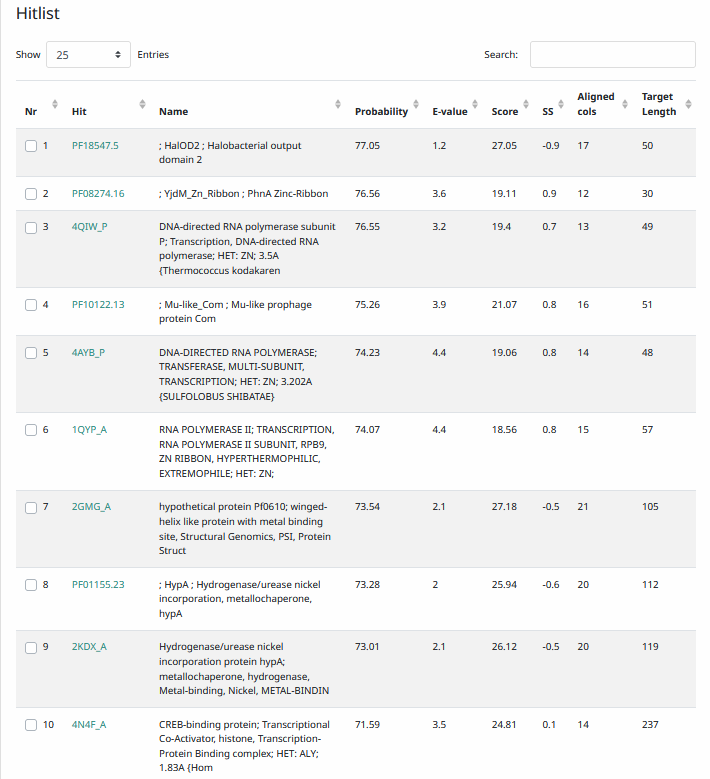 Hitlist
Show 25 Entries Search:
Nr Hit Name Probability E-value Score SS Aligned cols Target Length
1 PF18547.5 ; HalOD2 ; Halobacterial output 77.05 1.2 27.05 -0.9 17 50
domain 2
2 PF08274.16 ; YjdM_Zn_Ribbon ; PhnA Zinc-Ribbon 76.56 3.6 19.11 0.9 12 30
3 4QIW_P DNA-directed RNA polymerase subunit 76.55 3.2 19.4 0.7 13 49
P; Transcription, DNA-directed RNA
polymerase; HET: ZN; 3.5A
{Thermococcus kodakaren
4 PF10122.13 ; Mu-like_Com ; Mu-like prophage 75.26 3.9 21.07 0.8 16 51
protein Com
5 4AYB_P DNA-DIRECTED RNA POLYMERASE; 74.23 4.4 19.06 0.8 14 48
TRANSFERASE, MULTI-SUBUNIT,
TRANSCRIPTION; HET: ZN; 3.202A
{SULFOLOBUS SHIBATAE}
6 1QYP_A RNA POLYMERASE II; TRANSCRIPTION, 74.07 4.4 18.56 0.8 15 57
RNA POLYMERASE II SUBUNIT, RPB9,
ZN RIBBON, HYPERTHERMOPHILIC,
EXTREMOPHILE; HET: ZN;
7 2GMG_A hypothetical protein Pf0610; winged- 73.54 2.1 27.18 -0.5 21 105
helix like protein with metal binding
site, Structural Genomics, PSI, Protein
Struct
8 PF01155.23 ; HypA ; Hydrogenase/urease nickel 73.28 2 25.94 -0.6 20 112
incorporation, metallochaperone,
hypA
9 2KDX_A Hydrogenase/urease nickel 73.01 2.1 26.12 -0.5 20 119
incorporation protein hypA;
metallochaperone, hydrogenase,
Metal-binding, Nickel, METAL-BINDIN
10 4N4F_A CREB-binding protein; Transcriptional 71.59 3.5 24.81 0.1 14 237
Co-Activator, histone, Transcription-
Protein Binding complex; HET: ALY;
1.83A {Hom